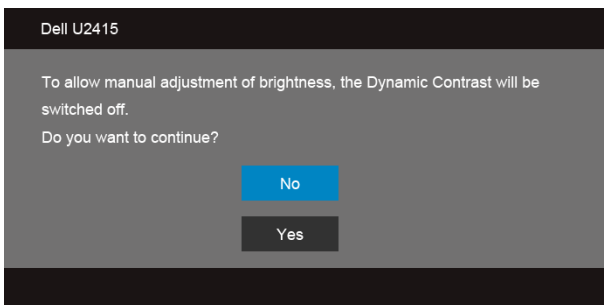 Dell U2415
To allow manual adjustment of brightness, the Dynamic Contrast will be
switched off.
Do you want to continue?
No
Yes